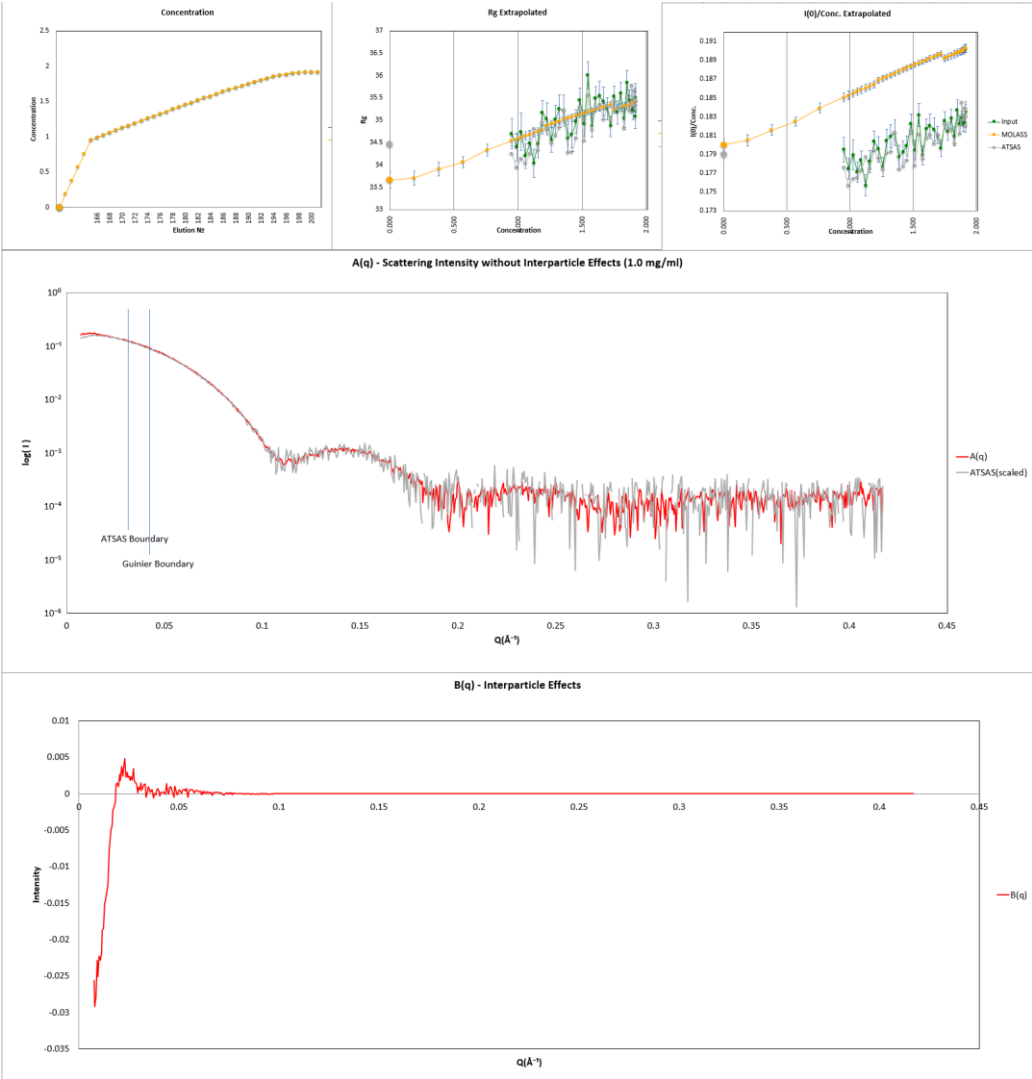 Concentration
2.5
2
1.5
1
0.5
0
Concentration
166 168 170 172 174 176 178 180 182 184 186 188 190 192 194 196 198 200
Elution №
Rg Extrapolated
37
36
35.5
35
34.5
34
33.5
33
Rg
0.000 0.500 1.000 1.500 2.000
Concentration
I(0)/Conc. Extrapolated
0.191
0.189
0.187
0.185
0.183
0.181
0.179
0.177
0.175
0.173
I(0)/Conc.
0.000 0.500 1.000 1.500 2.000
Concentration
Input
MOLASS
ATSAS
A(q) - Scattering Intensity without Interparticle Effects (1.0 mg/ml)
10⁰
10⁻¹
10⁻²
10⁻³
10⁻⁴
10⁻⁵
10⁻⁶
log( I )
ATSAS Boundary
Guinier Boundary
0 0.05 0.1 0.15 0.2 0.25 0.3 0.35 0.4 0.45
Q(Å⁻¹)
A(q)
ATSAS(scaled)
B(q) - Interparticle Effects
0.01
0.005
0
-0.005
-0.01
-0.015
-0.02
-0.025
-0.03
-0.035
Intensity
0 0.05 0.1 0.15 0.2 0.25 0.3 0.35 0.4 0.45
Q(Å⁻¹)
B(q)